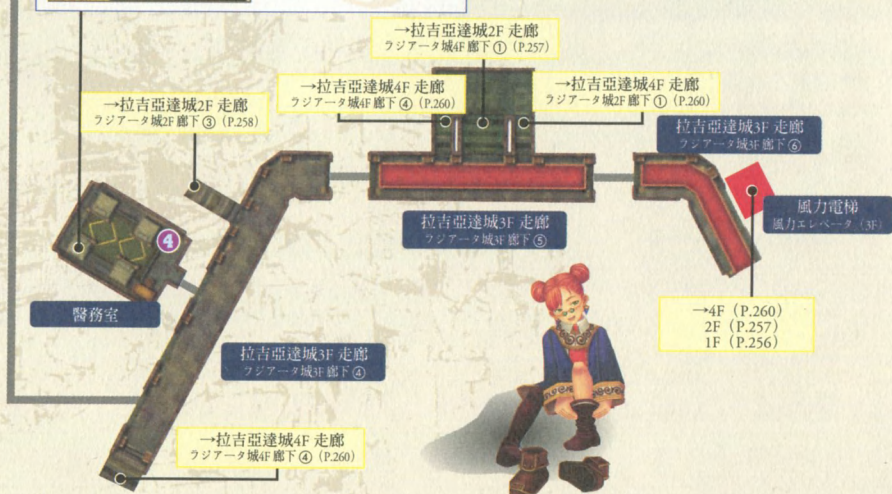 →拉吉亞達城2F 走廊
ラジアータ城4F 廊下①（P.257）
→拉吉亞達城4F 走廊
ラジアータ城4F 廊下④（P.260）
→拉吉亞達城4F 走廊
ラジアータ城2F 廊下①（P.260）
→拉吉亞達城2F 走廊
ラジアータ城2F 廊下③（P.258）
拉吉亞達城3F 走廊
ラジアータ城3F 廊下⑥
風力電梯
風力エレベータ（3F）
拉吉亞達城3F 走廊
ラジアータ城3F 廊下⑤
4
醫務室
→4F（P.260）
2F（P.257）
1F（P.256）
拉吉亞達城3F 走廊
ラジアータ城3F 廊下④
→拉吉亞達城4F 走廊
ラジアータ城4F 廊下④（P.260）